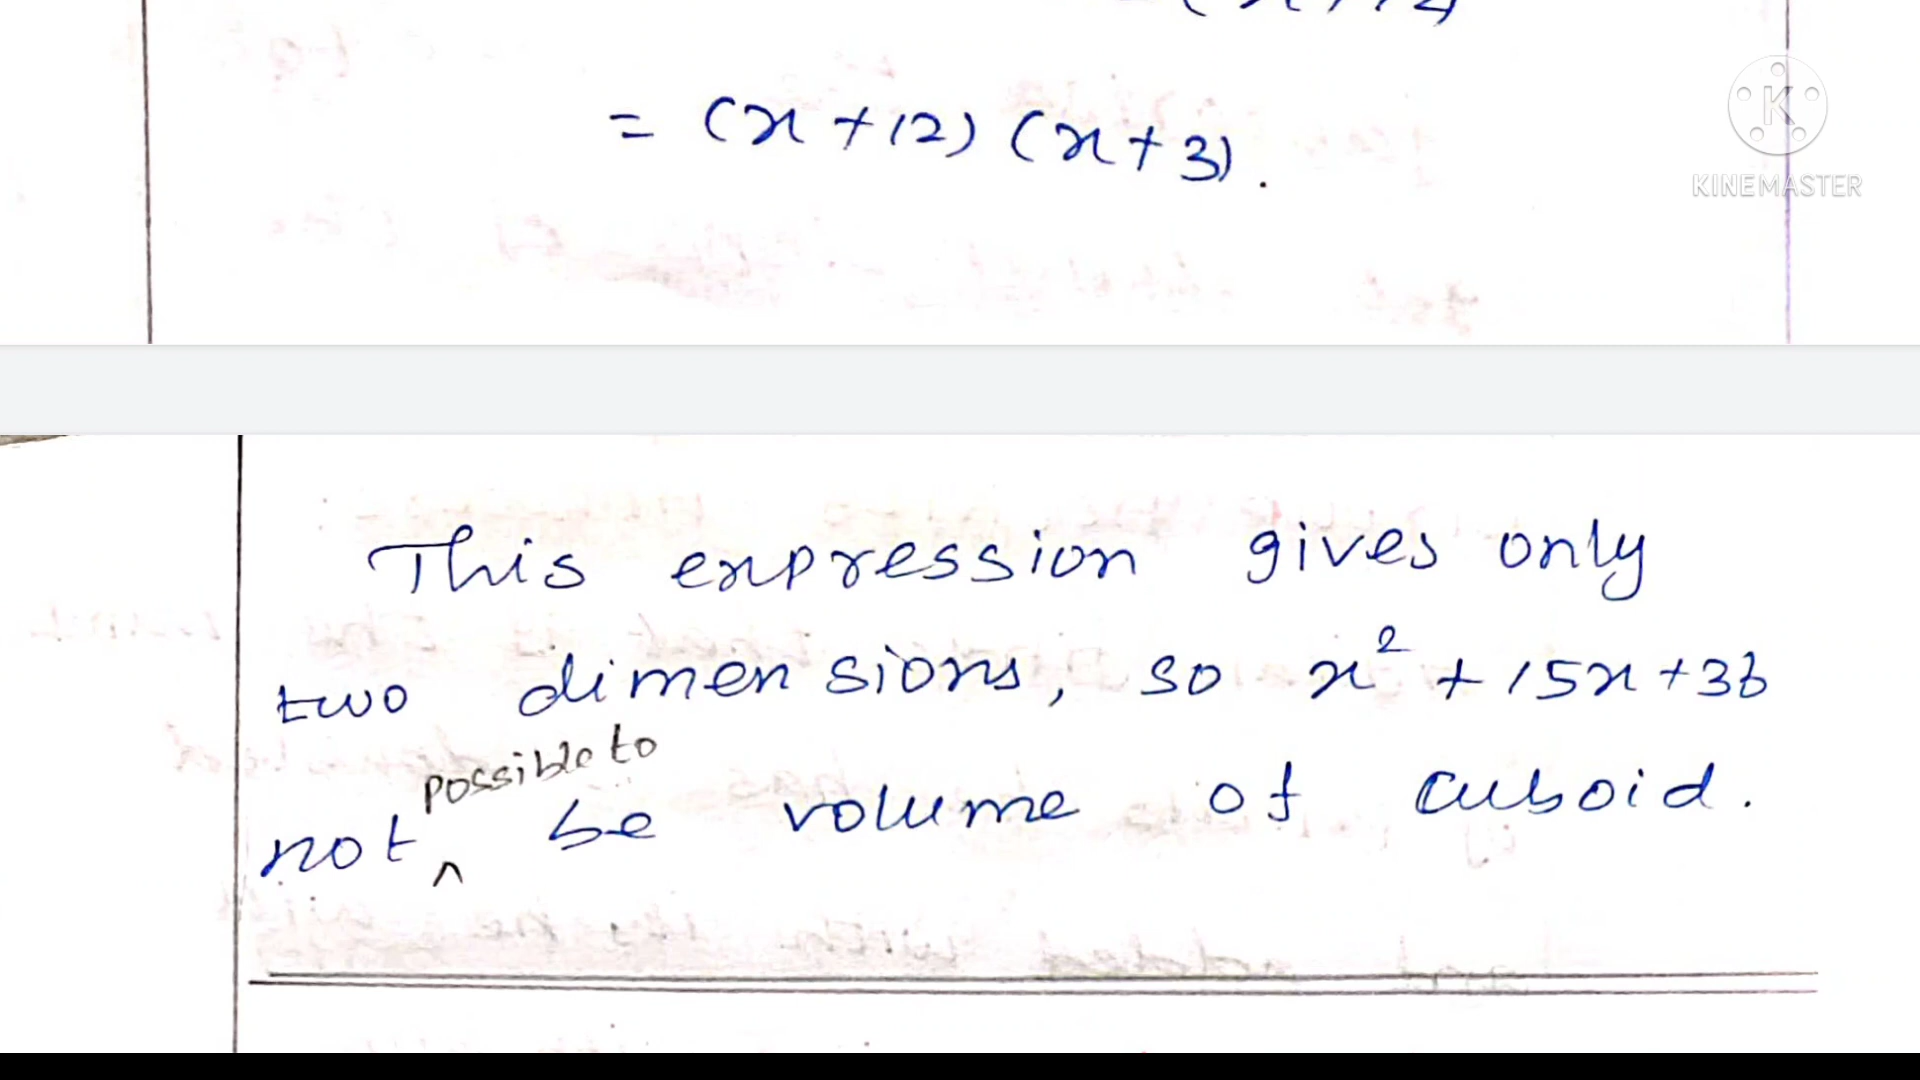 = (x + 12) (x + 3).
KINEMASTER
This expression gives only
two dimensions, so x² + 15x + 36
possible to
not ^ be volume of cuboid.